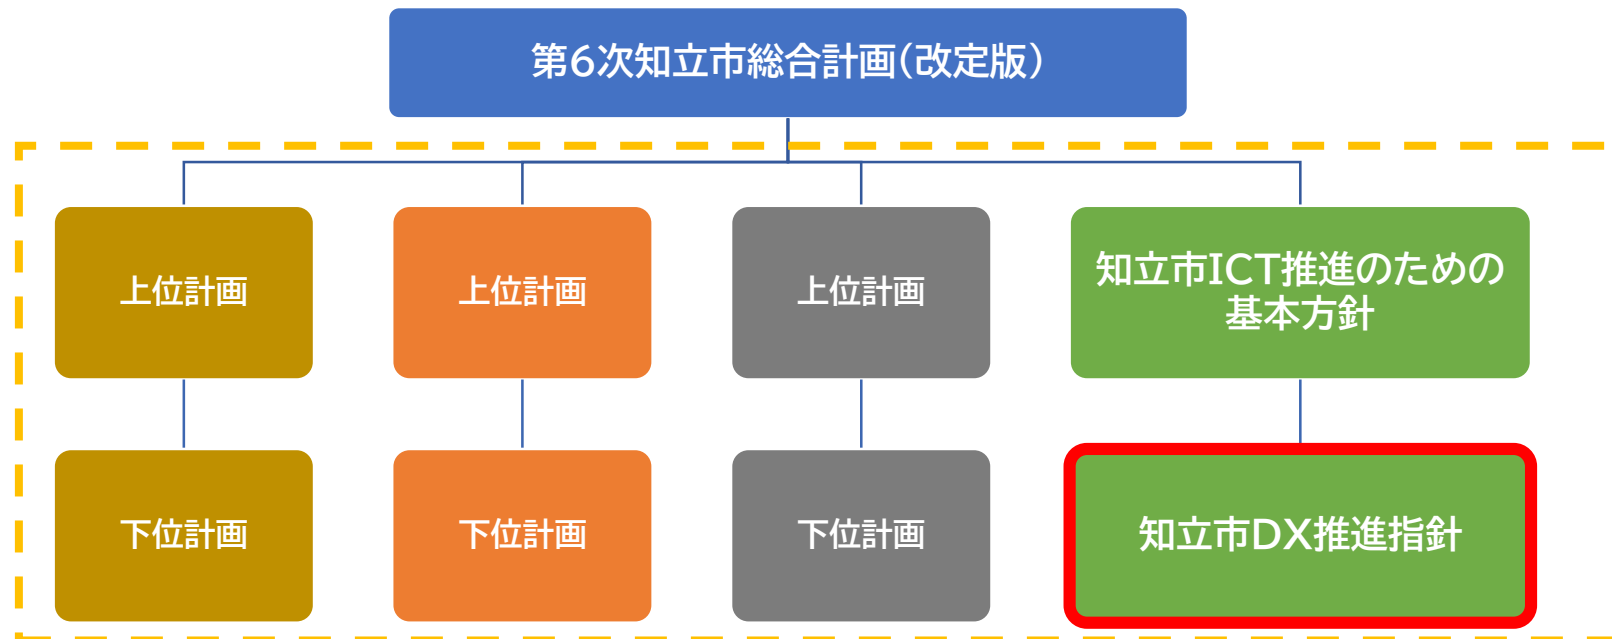 第6次知立市総合計画(改定版)
上位計画
上位計画
上位計画
知立市ICT推進のための
基本方針
下位計画
下位計画
下位計画
知立市DX推進指針